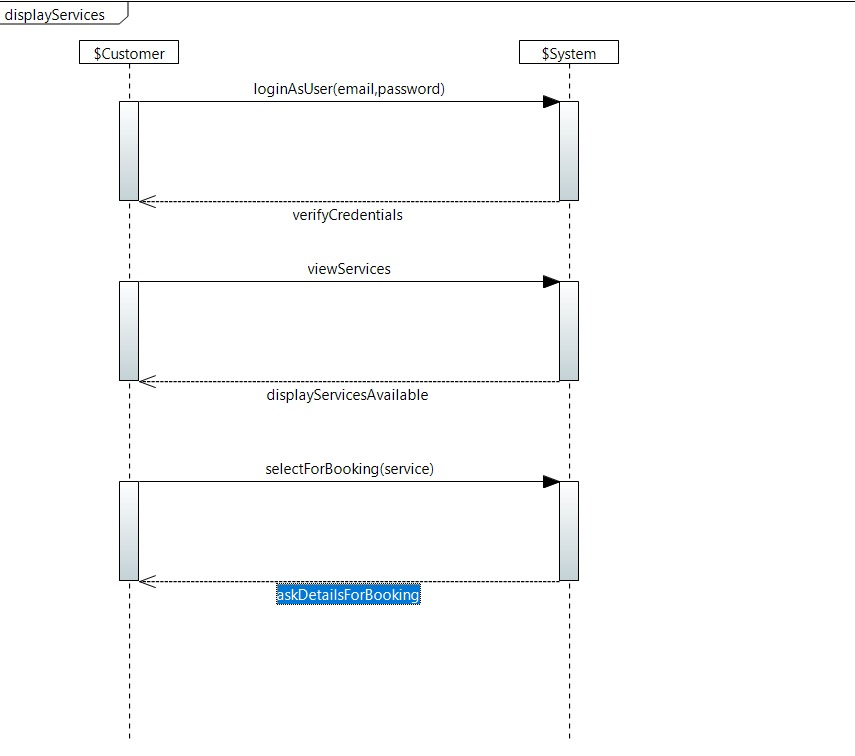 displayServices
$Customer
$System
loginAsUser(email,password)
verifyCredentials
viewServices
displayServicesAvailable
selectForBooking(service)
askDetailsForBooking